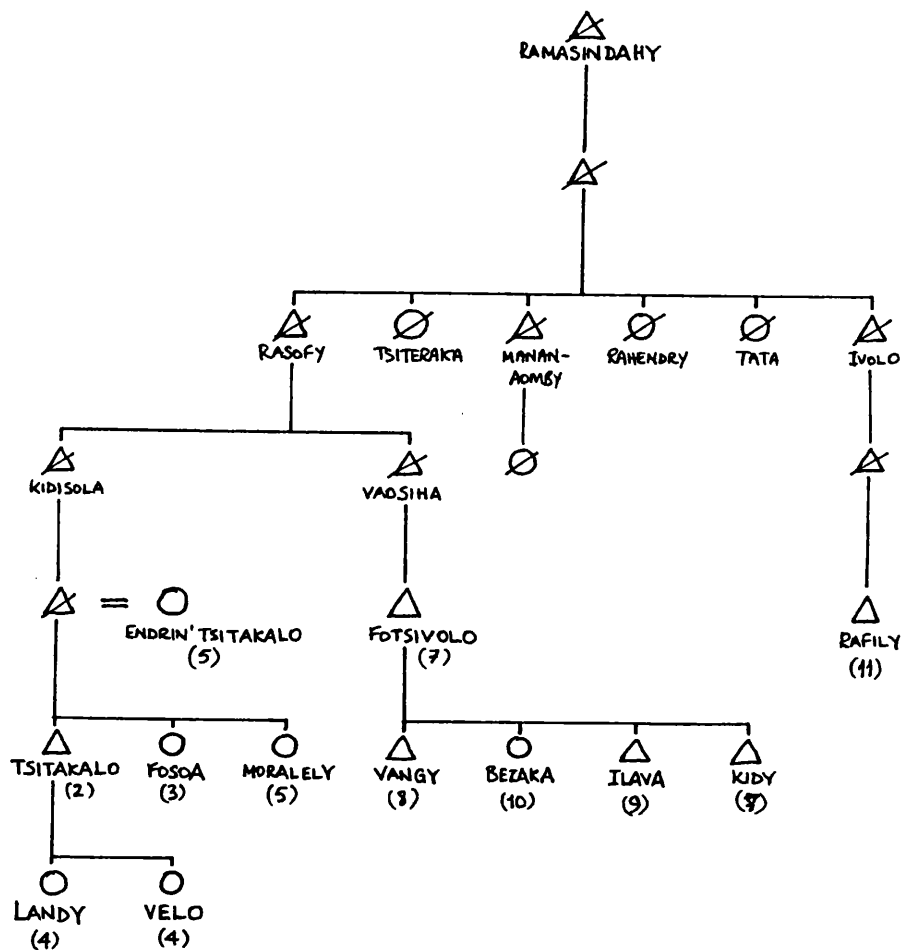 RAMASINDAHY
RASOFY TSITERAKA MANAN- RAHENDRY TATA IVOLO
AOMBY
KIDISOLA VAOSIHA
ENDRIN' TSITAKALO FOTSIVOLO RAFILY
(5) (7) (11)
TSITAKALO FOSOA MORALELY VANGY BEZAKA ILAVA KIDY
(2) (3) (5) (8) (10) (9)
LANDY VELO
(4) (4)